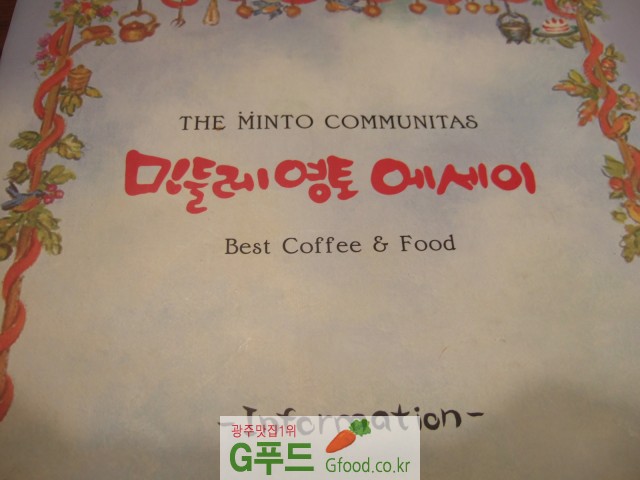 THE MINTO COMMUNITAS
민들레영토 에세이
Best Coffee & Food
-Information-
광주맛집1위
G푸드
Gfood.co.kr